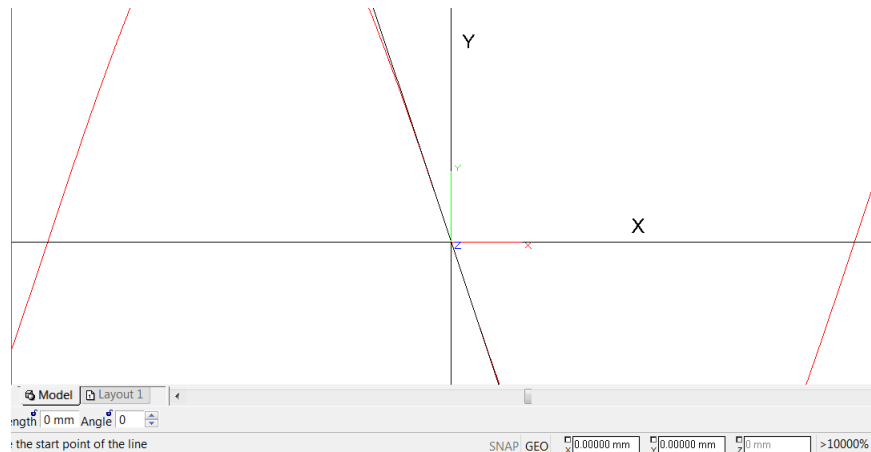 Y
Y
X
Z
X
Model Layout 1
ength 0 mm Angle 0
the start point of the line
SNAP GEO X 0.00000 mm Y 0.00000 mm Z 0 mm >10000%